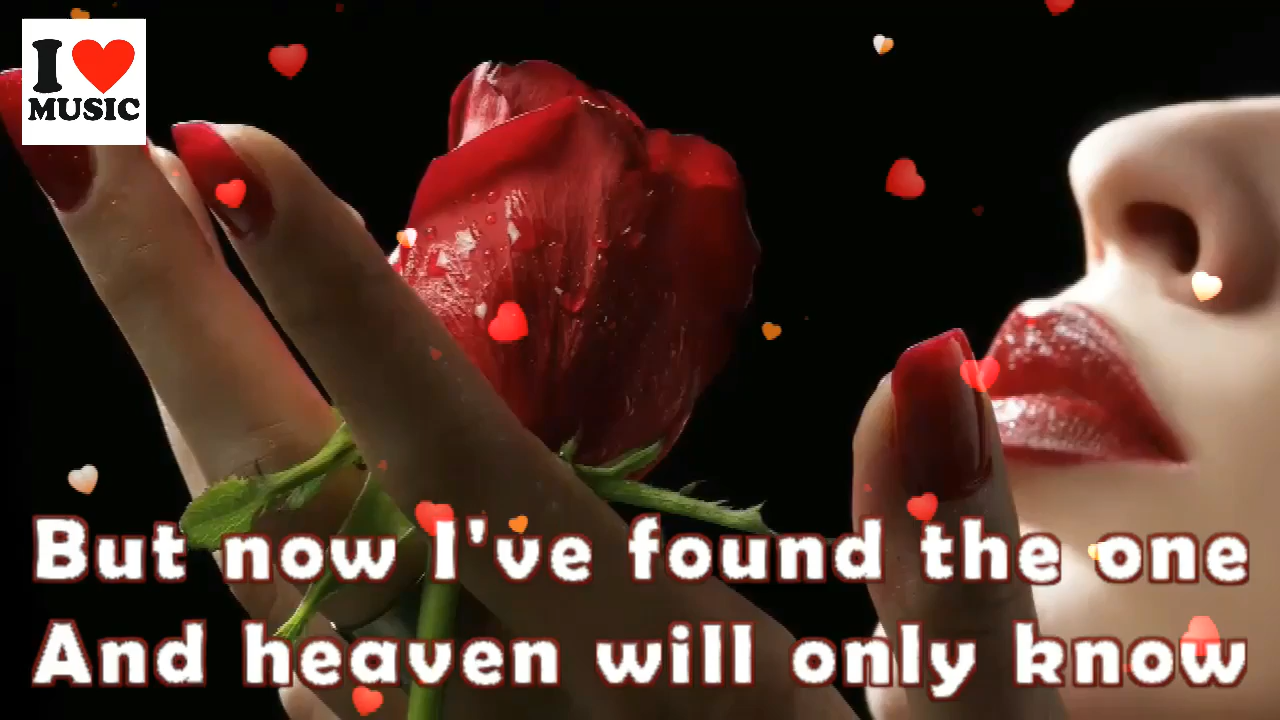 I ❤ MUSIC
But now I've found the one
And heaven will only know